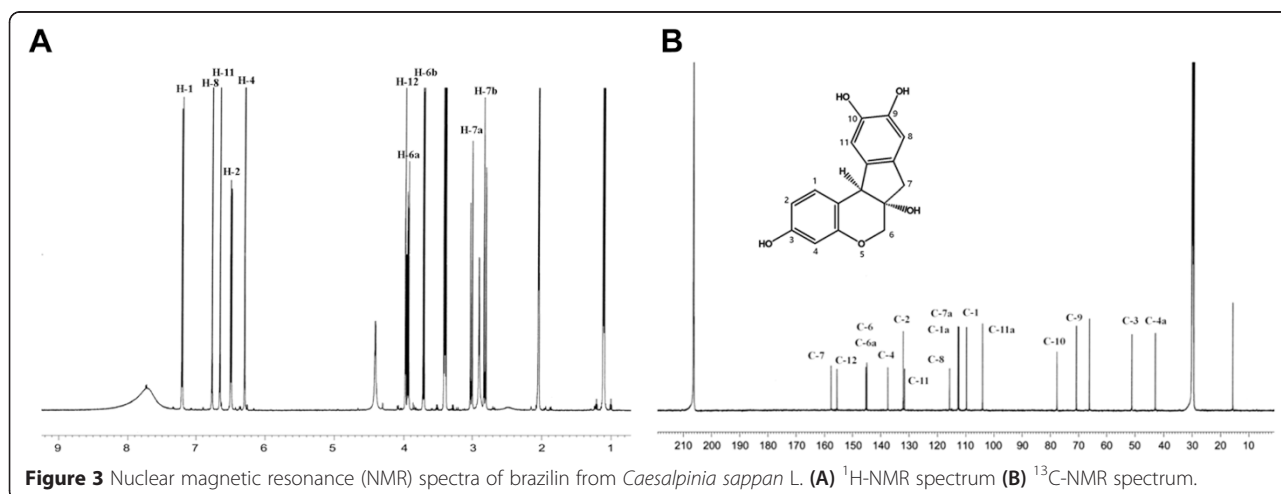 A
H-1
H-8
H-11
H-2
H-4
H-12
H-6b
H-6a
H-7a
H-7b
9 8 7 6 5 4 3 2 1
B
HO OH
10 9
11 8
H
1 7
2 OH
6
HO 3 4 O 5
C-7
C-12
C-6
C-6a
C-4
C-2
C-11
C-8
C-7a
C-1a
C-1
C-11a
C-10
C-9
C-3
C-4a
210 200 190 180 170 160 150 140 130 120 110 100 90 80 70 60 50 40 30 20 10
Figure 3 Nuclear magnetic resonance (NMR) spectra of brazilin from Caesalpinia sappan L. (A) ¹H-NMR spectrum (B) ¹³C-NMR spectrum.